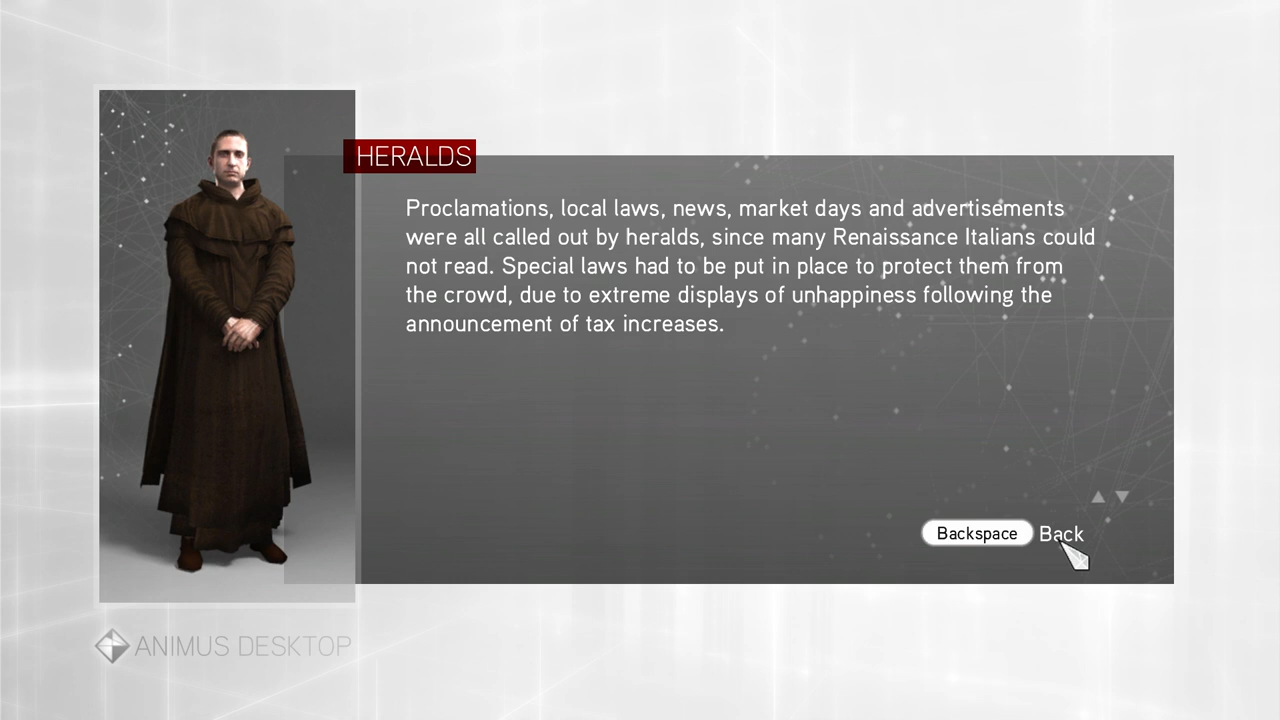 HERALDS
Proclamations, local laws, news, market days and advertisements
were all called out by heralds, since many Renaissance Italians could
not read. Special laws had to be put in place to protect them from
the crowd, due to extreme displays of unhappiness following the
announcement of tax increases.
Backspace Back
ANIMUS DESKTOP